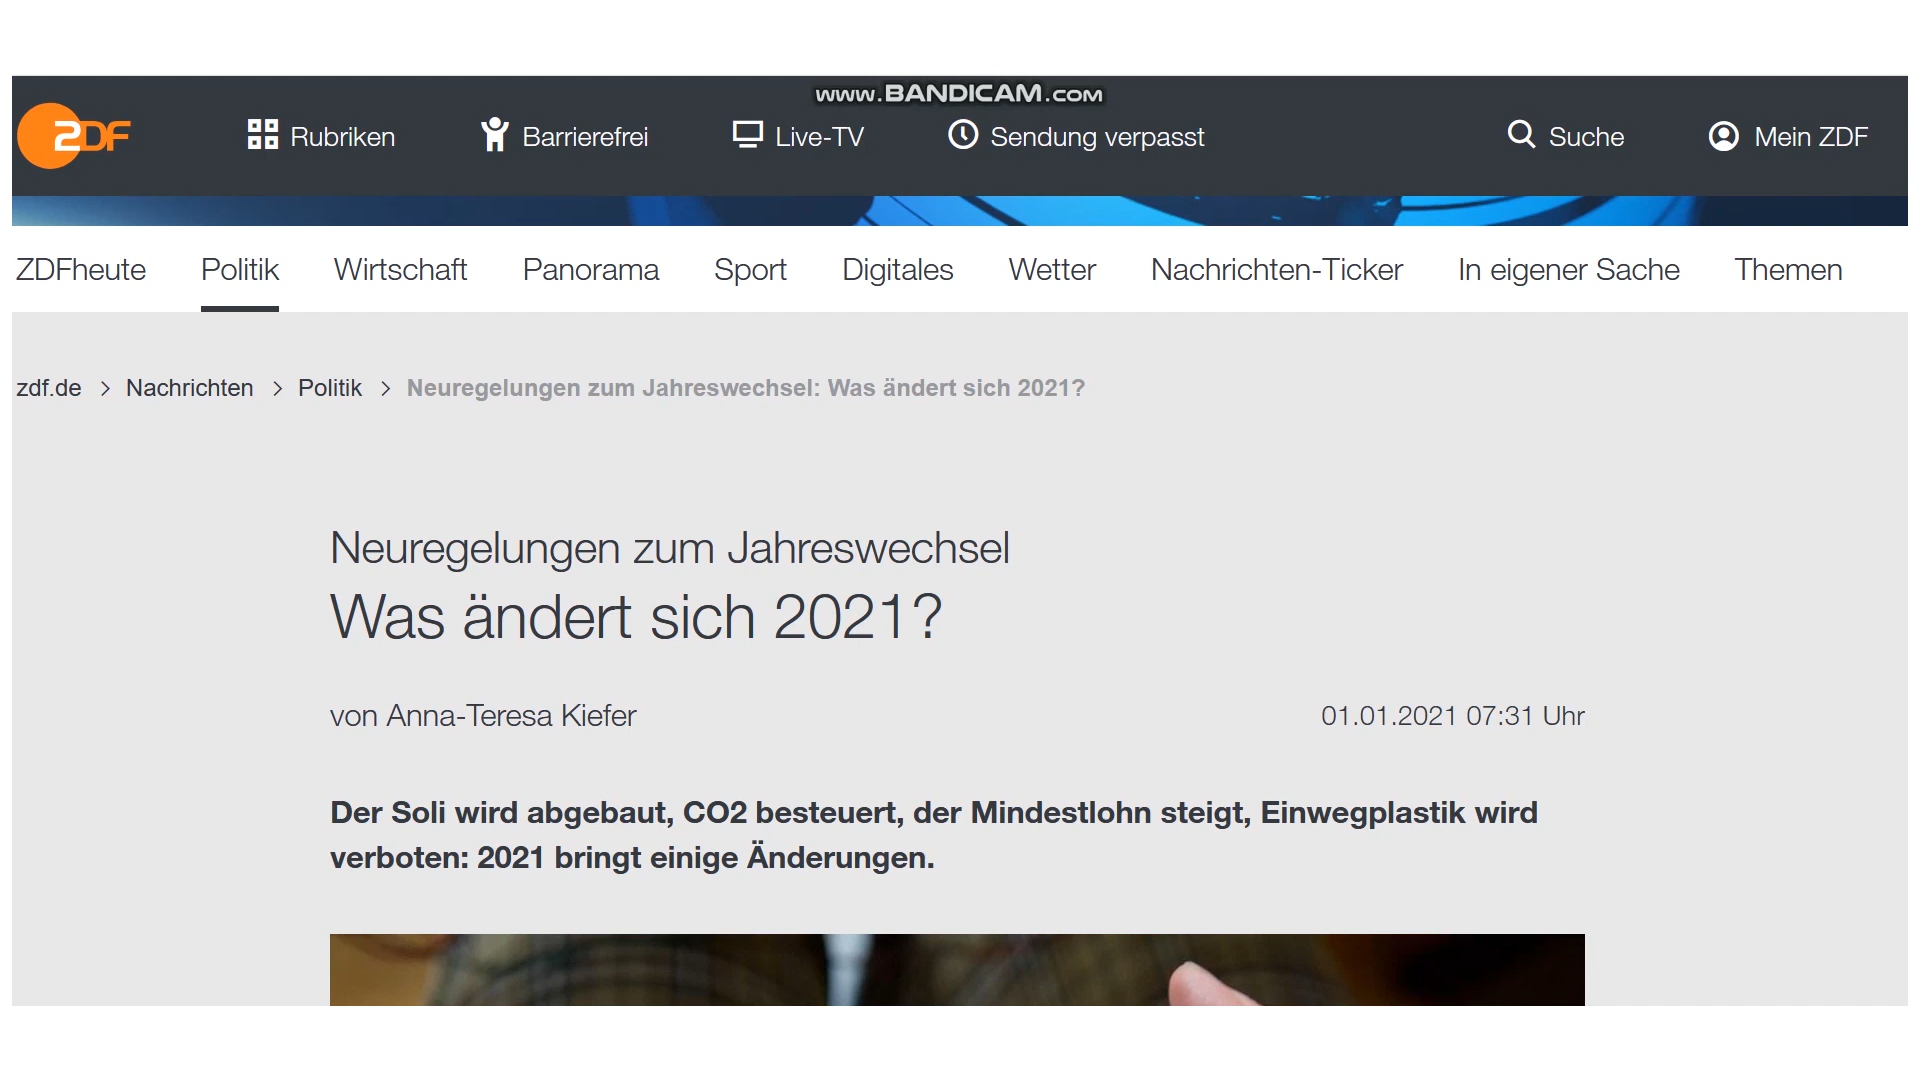 www.BANDICAM.com
ZDF Rubriken Barrierefrei Live-TV Sendung verpasst Suche Mein ZDF
ZDFheute Politik Wirtschaft Panorama Sport Digitales Wetter Nachrichten-Ticker In eigener Sache Themen
zdf.de > Nachrichten > Politik > Neuregelungen zum Jahreswechsel: Was ändert sich 2021?
Neuregelungen zum Jahreswechsel
Was ändert sich 2021?
von Anna-Teresa Kiefer 01.01.2021 07:31 Uhr
Der Soli wird abgebaut, CO2 besteuert, der Mindestlohn steigt, Einwegplastik wird
verboten: 2021 bringt einige Änderungen.